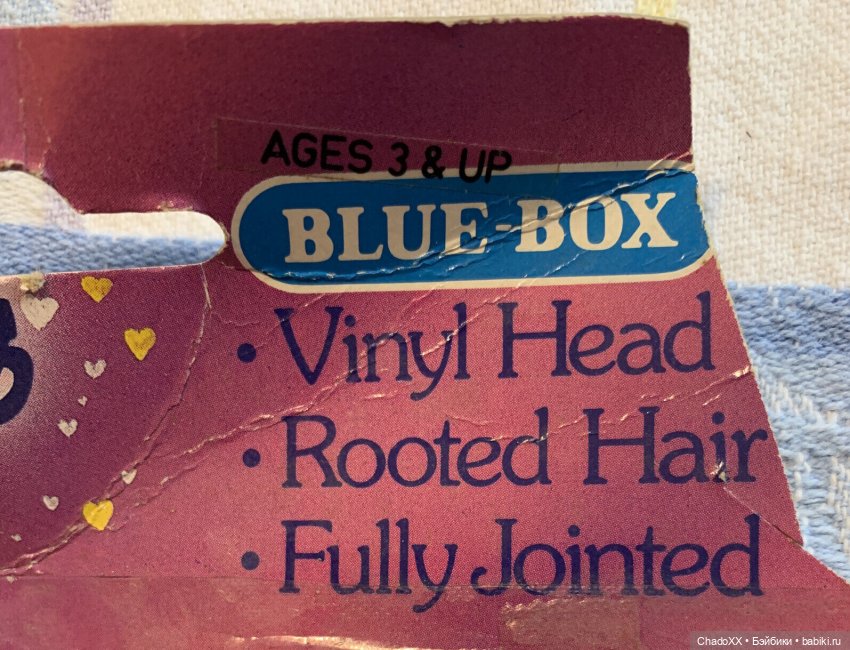 AGES 3 & UP
BLUE-BOX
• Vinyl Head
• Rooted Hair
• Fully Jointed
ChadoXX • Бэйбики • babiki.ru